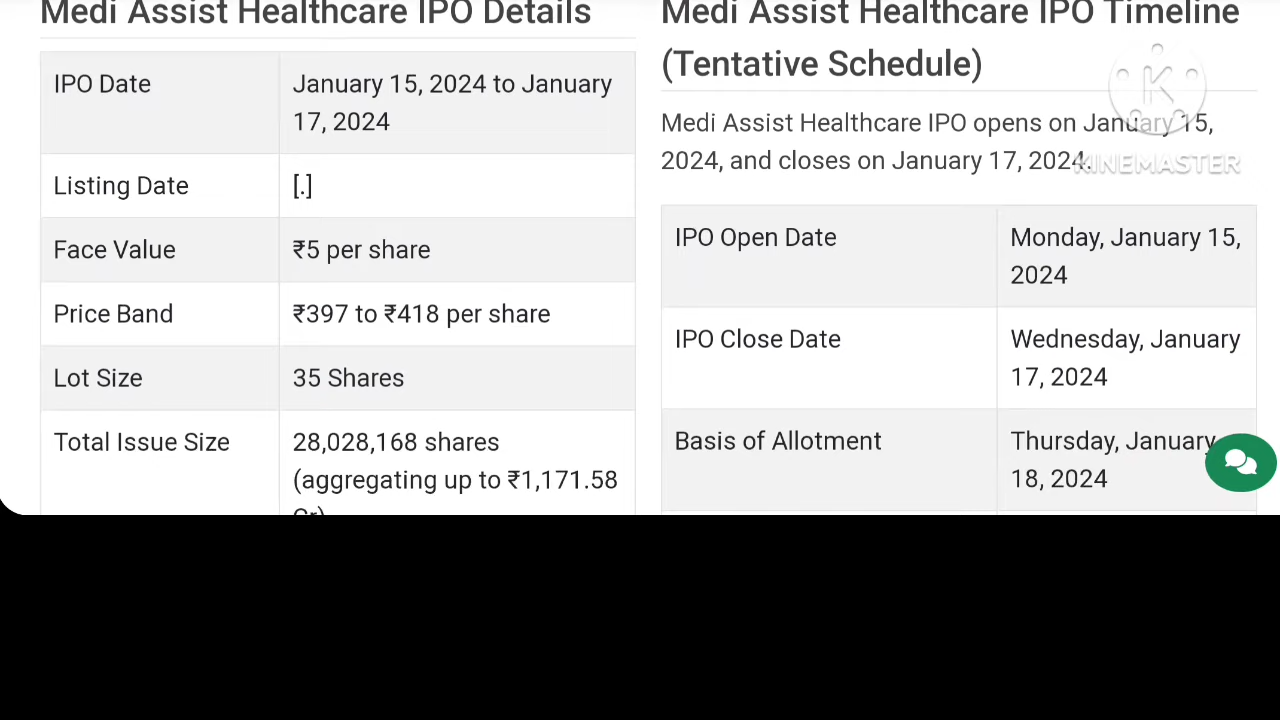 Medi Assist Healthcare IPO Details
IPO Date
January 15, 2024 to January
17, 2024
Listing Date
[.]
Face Value
₹5 per share
Price Band
₹397 to ₹418 per share
Lot Size
35 Shares
Total Issue Size
28,028,168 shares
(aggregating up to ₹1,171.58
Cr)
Medi Assist Healthcare IPO Timeline
(Tentative Schedule)
Medi Assist Healthcare IPO opens on January 15,
2024, and closes on January 17, 2024.
IPO Open Date
Monday, January 15,
2024
IPO Close Date
Wednesday, January
17, 2024
Basis of Allotment
Thursday, January
18, 2024
K
KINEMASTER